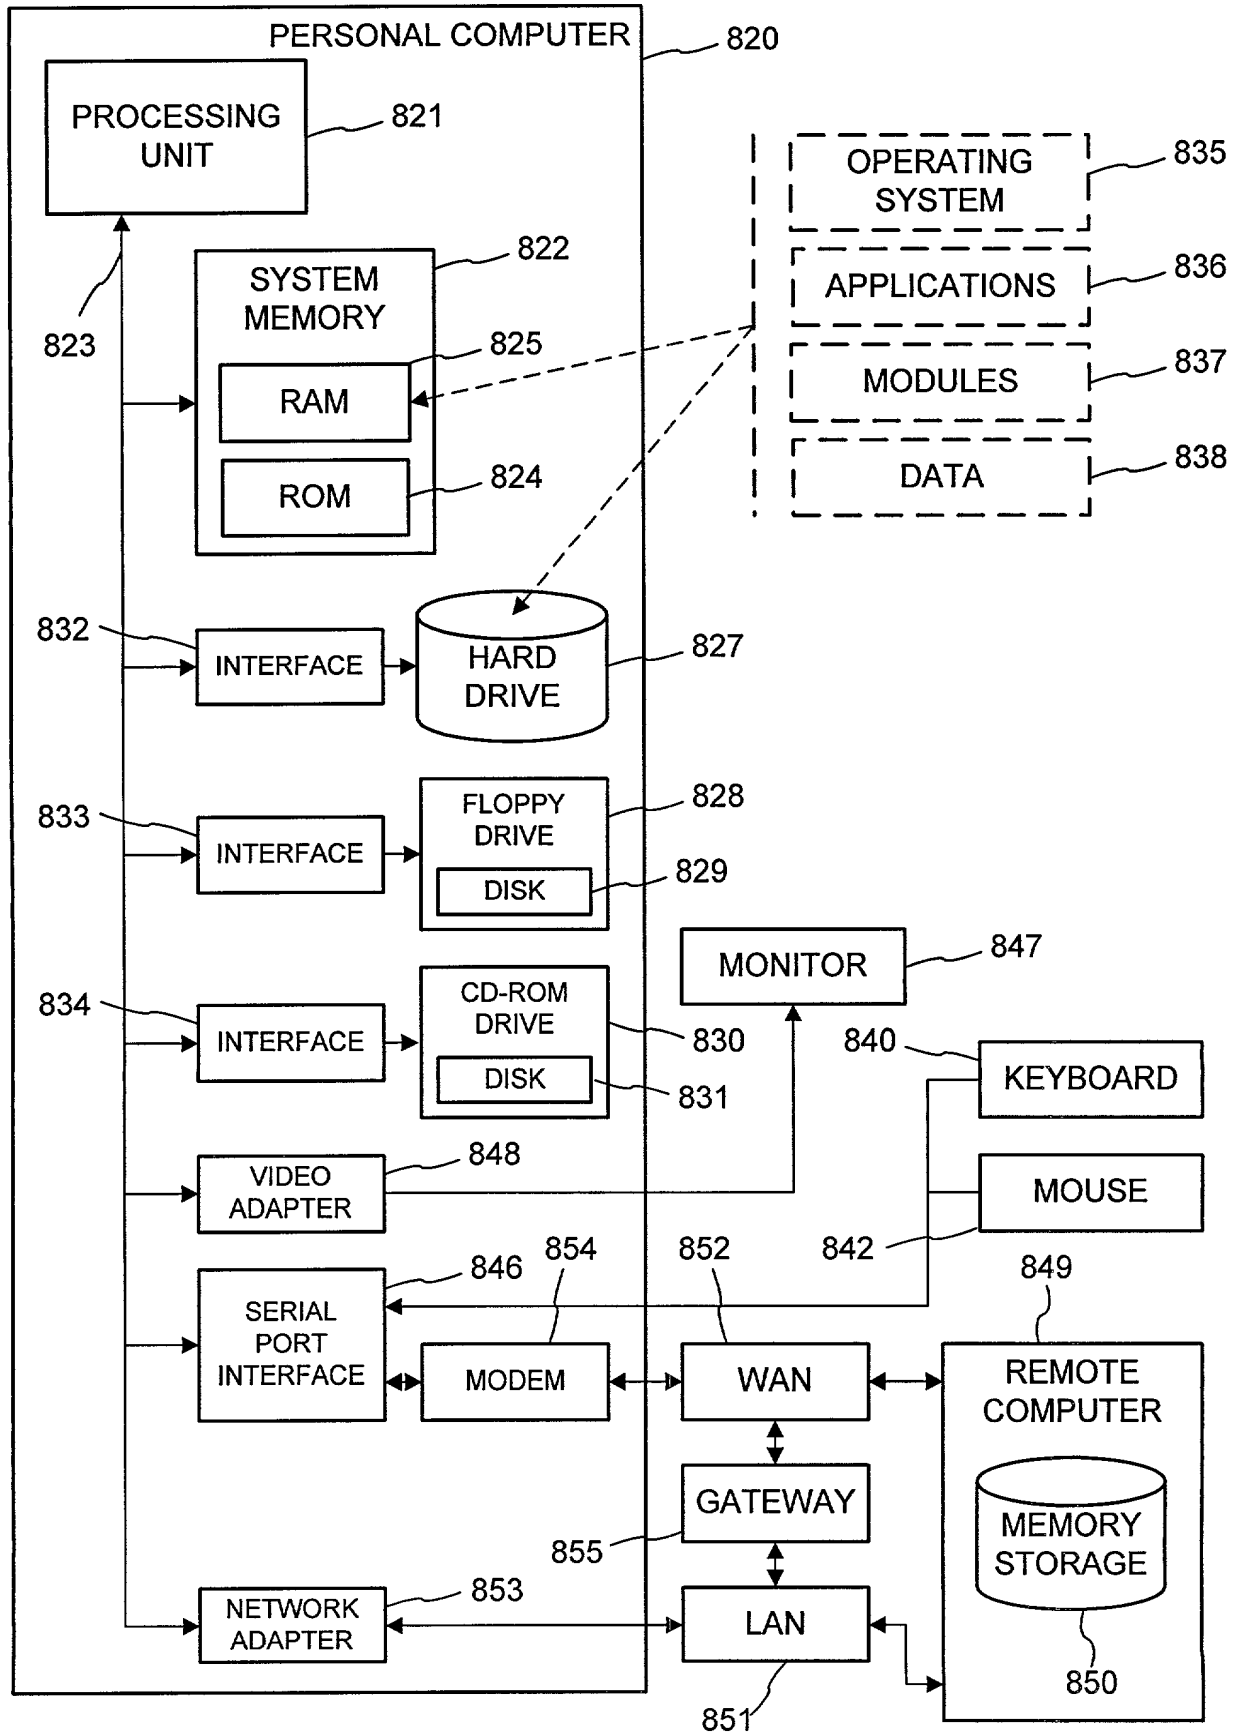 PERSONAL COMPUTER
820
PROCESSING
UNIT
821
823
SYSTEM
MEMORY
822
RAM
825
ROM
824
OPERATING
SYSTEM
835
APPLICATIONS
836
MODULES
837
DATA
838
832
INTERFACE
HARD
DRIVE
827
833
INTERFACE
FLOPPY
DRIVE
828
DISK
829
834
INTERFACE
CD-ROM
DRIVE
830
DISK
831
MONITOR
847
840
KEYBOARD
MOUSE
842
VIDEO
ADAPTER
848
846
SERIAL
PORT
INTERFACE
854
MODEM
852
WAN
849
REMOTE
COMPUTER
GATEWAY
855
MEMORY
STORAGE
850
NETWORK
ADAPTER
853
LAN
851